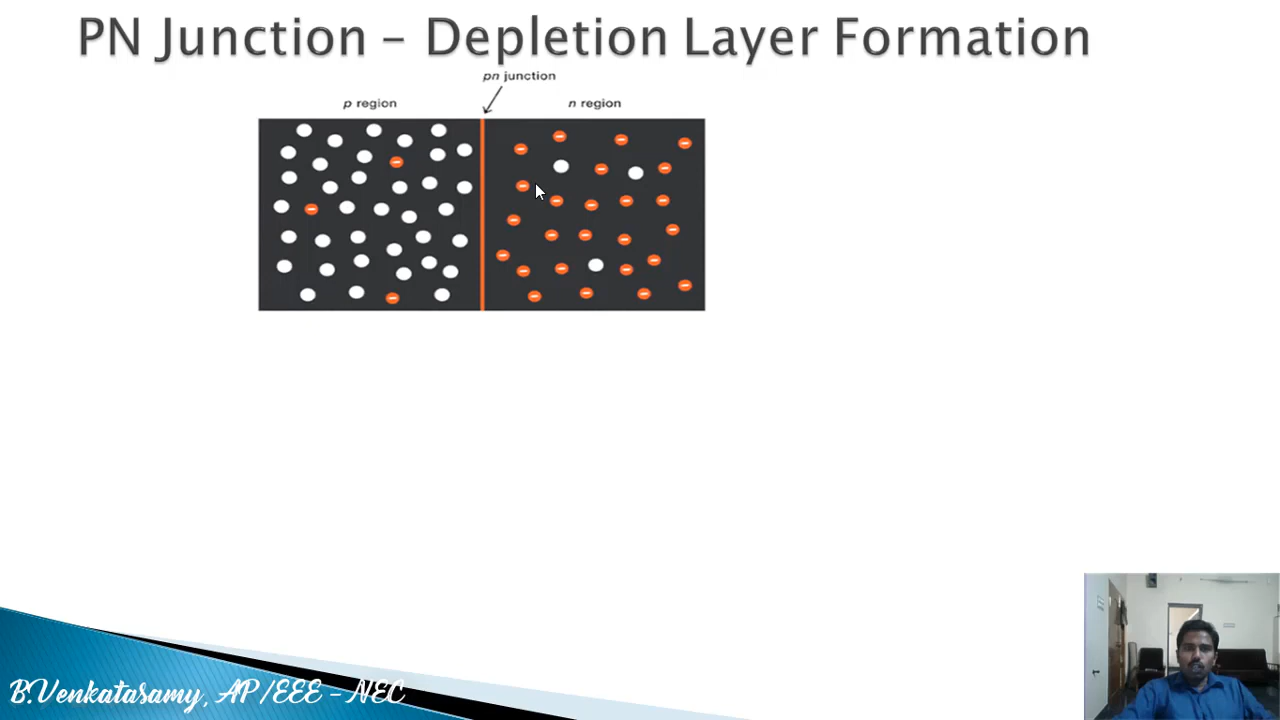 PN Junction – Depletion Layer Formation
pn junction
p region
n region
B.Venkatasamy, AP/EEE - NEC